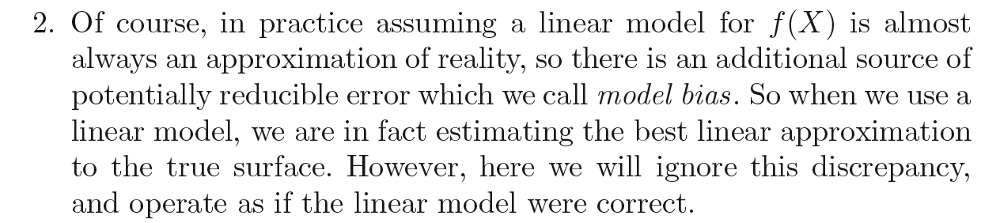 2. Of course, in practice assuming a linear model for f(X) is almost
always an approximation of reality, so there is an additional source of
potentially reducible error which we call model bias. So when we use a
linear model, we are in fact estimating the best linear approximation
to the true surface. However, here we will ignore this discrepancy,
and operate as if the linear model were correct.